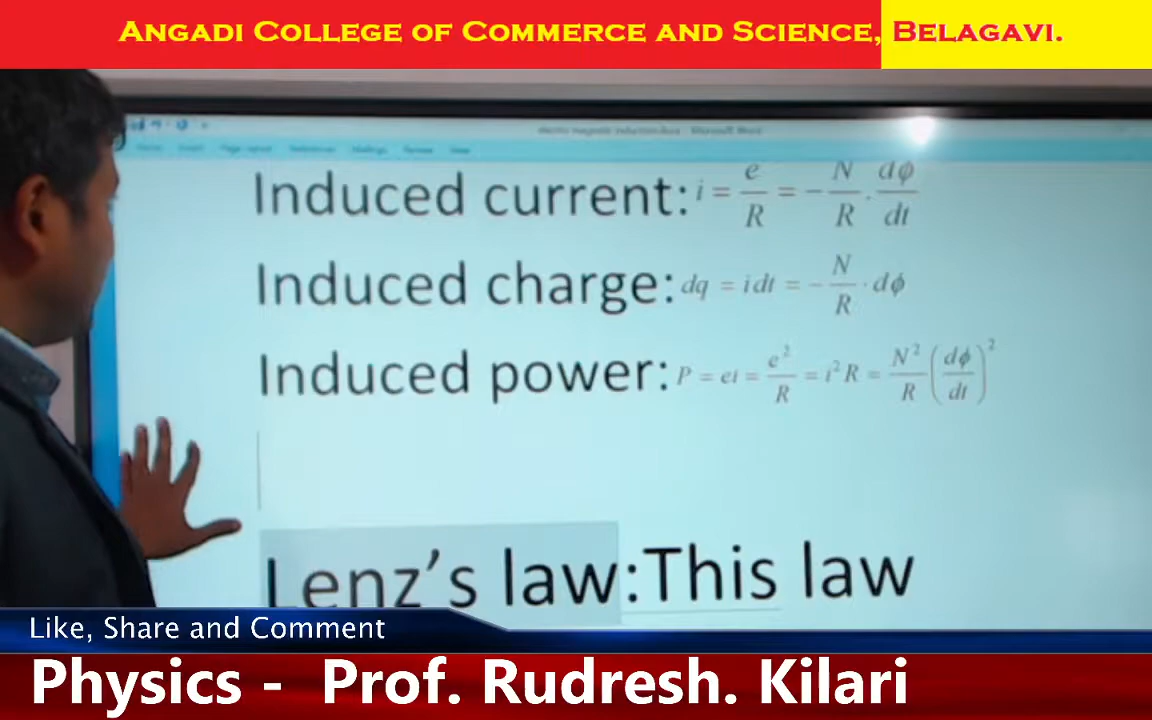 ANGADI COLLEGE OF COMMERCE AND SCIENCE, BELAGAVI.
Induced current: i = e/R = - N/R . dϕ/dt
Induced charge: dq = idt = - N/R · dϕ
Induced power: P = ei = e²/R = i²R = N²/R (dϕ/dt)²
Lenz's law:This law
Like, Share and Comment
Physics - Prof. Rudresh. Kilari